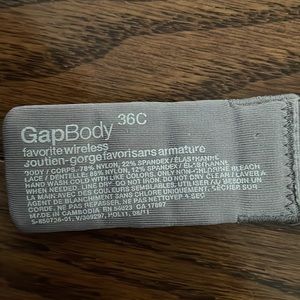 GapBody 36C
favorite wireless
soutien-gorge favori sans armature
BODY / CORPS: 78% NYLON, 22% SPANDEX / ÉLASTHANNE
LACE / DENTELLE: 88% NYLON, 12% SPANDEX / ÉLASTHANNE
HAND WASH COLD WITH LIKE COLORS. ONLY NON-CHLORINE BLEACH
WHEN NEEDED. LINE DRY. DO NOT IRON. DO NOT DRY CLEAN / LAVER À
LA MAIN AVEC DES COULEURS SEMBLABLES. UTILISER AU BESOIN UN
AGENT DE BLANCHIMENT SANS CHLORE UNIQUEMENT. SÉCHER SUR
CORDE. NE PAS REPASSER. NE PAS NETTOYER À SEC
MADE IN CAMBODIA RN 54023 CA 17897